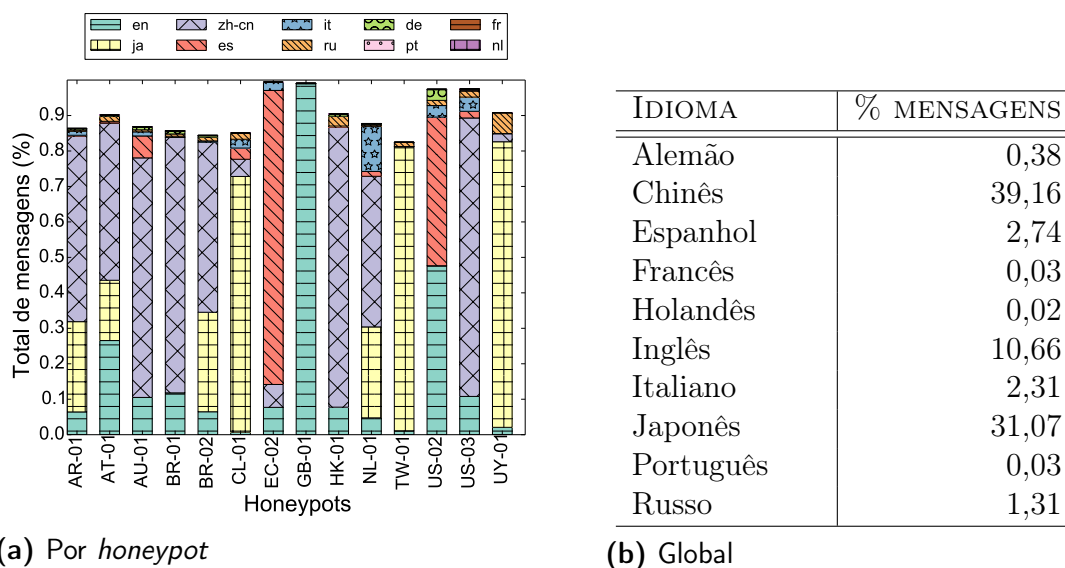 en zh-cn it de fr
ja es ru pt nl
Total de mensagens (%)
0.9
0.8
0.7
0.6
0.5
0.4
0.3
0.2
0.1
0.0
AR-01 AT-01 AU-01 BR-01 BR-02 CL-01 EC-02 GB-01 HK-01 NL-01 TW-01 US-02 US-03 UY-01
Honeypots
(a) Por honeypot
IDIOMA % MENSAGENS
Alemão 0,38
Chinês 39,16
Espanhol 2,74
Francês 0,03
Holandês 0,02
Inglês 10,66
Italiano 2,31
Japonês 31,07
Português 0,03
Russo 1,31
(b) Global